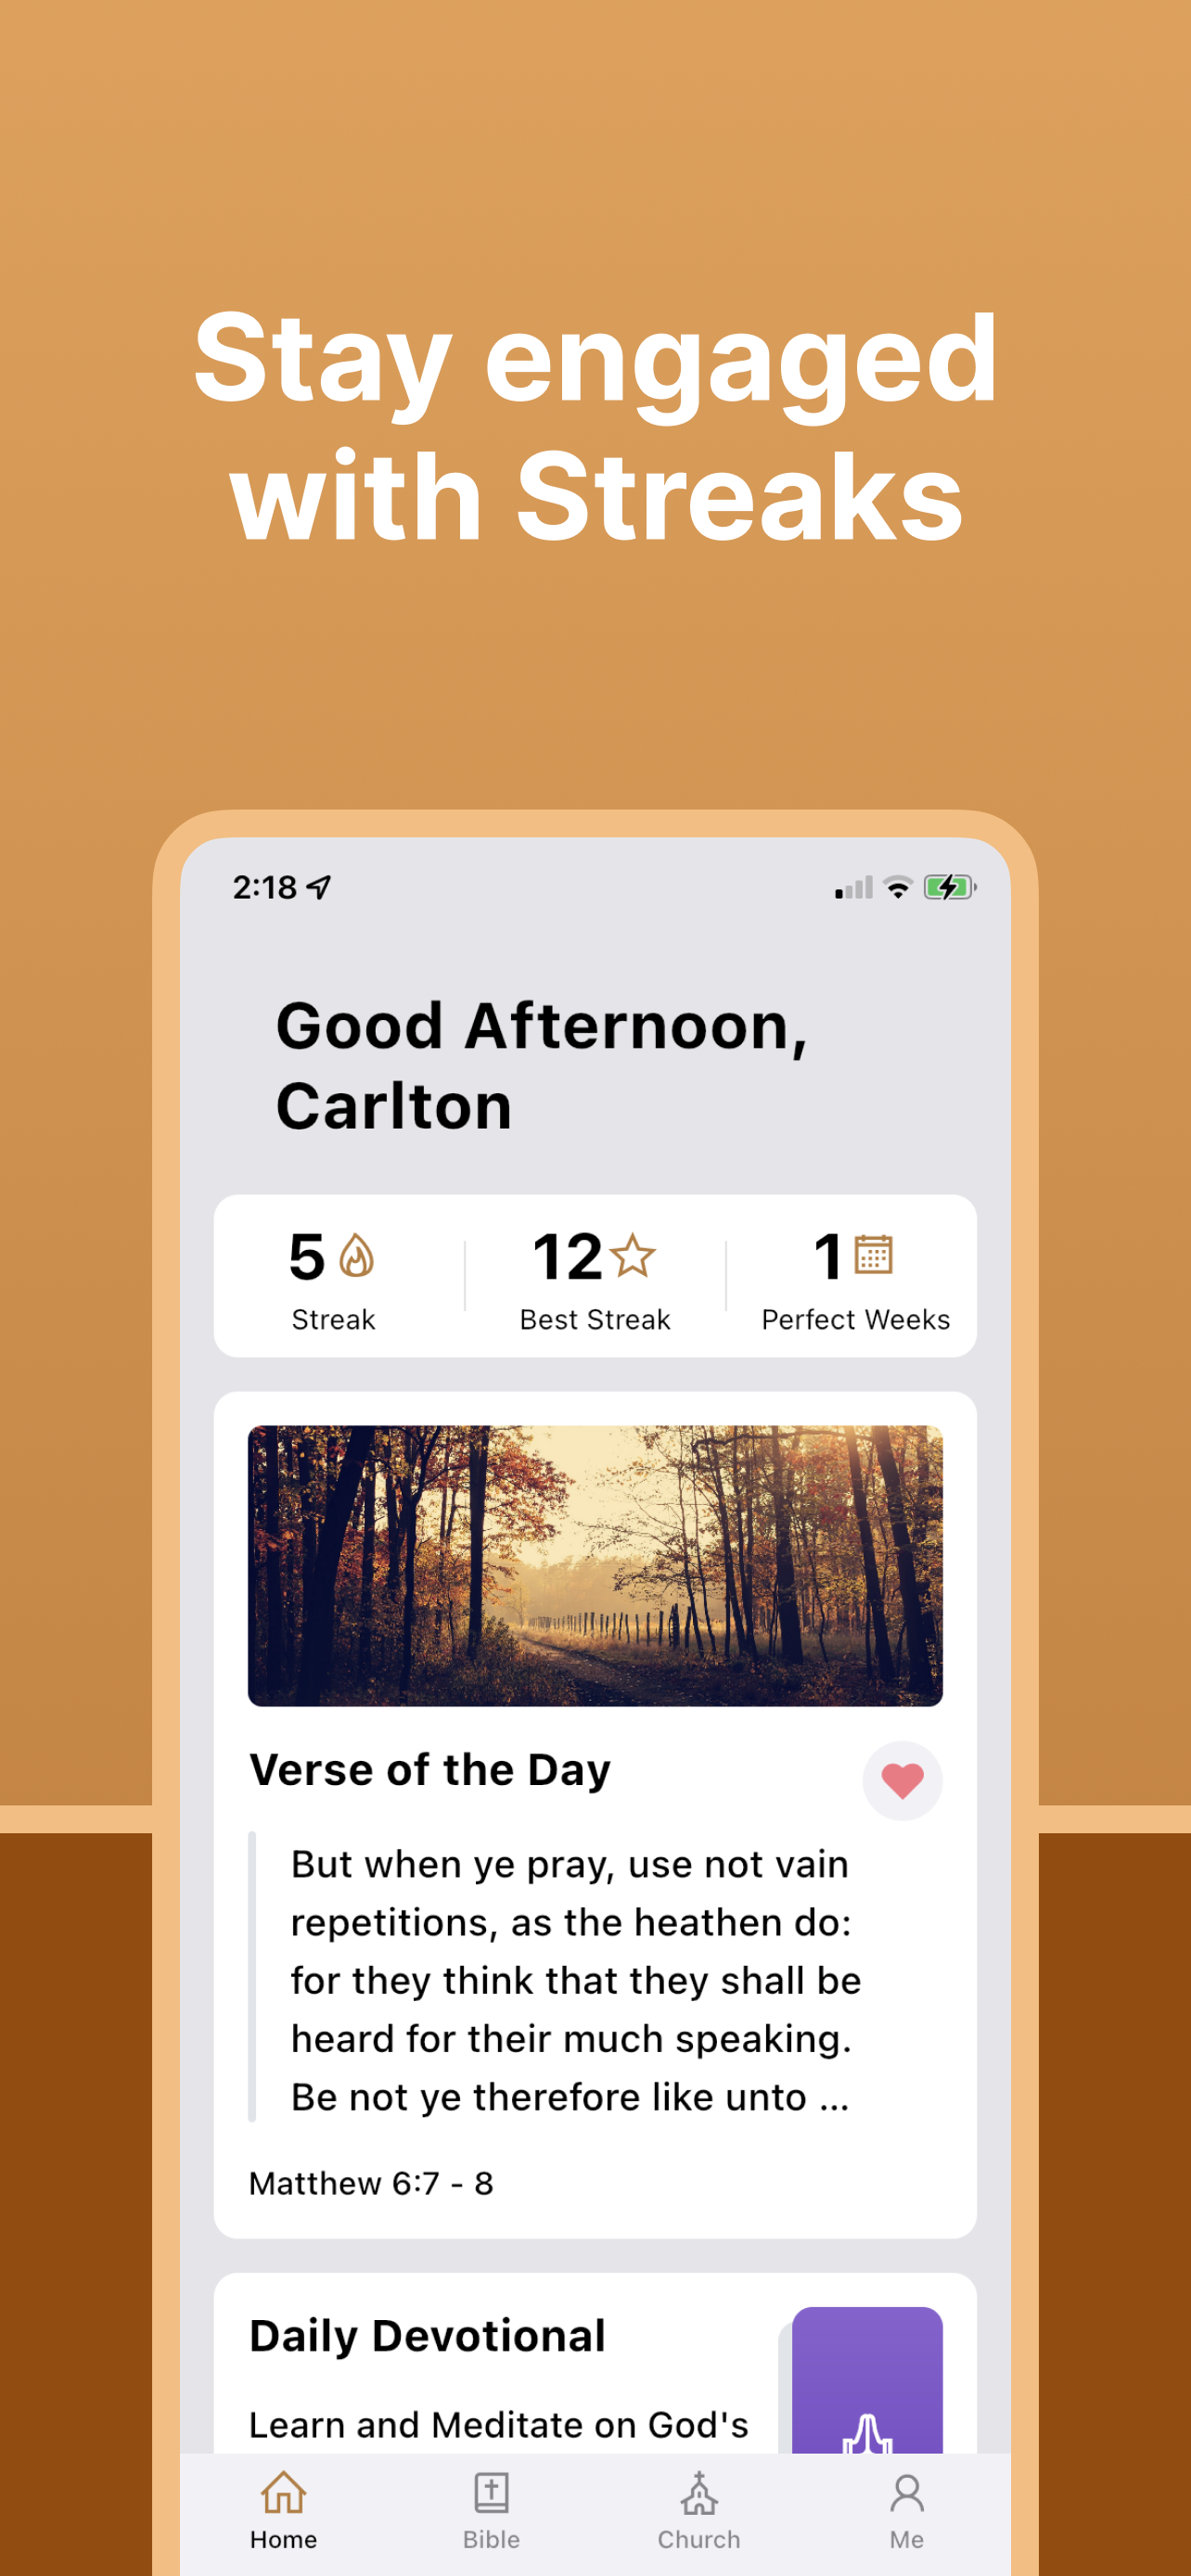 Stay engaged
with Streaks
2:18
Good Afternoon,
Carlton
5
12
1
Streak
Best Streak
Perfect Weeks
Verse of the Day
But when ye pray, use not vain
repetitions, as the heathen do:
for they think that they shall be
heard for their much speaking.
Be not ye therefore like unto ...
Matthew 6:7 - 8
Daily Devotional
Learn and Meditate on God's
Home
Bible
Church
Me